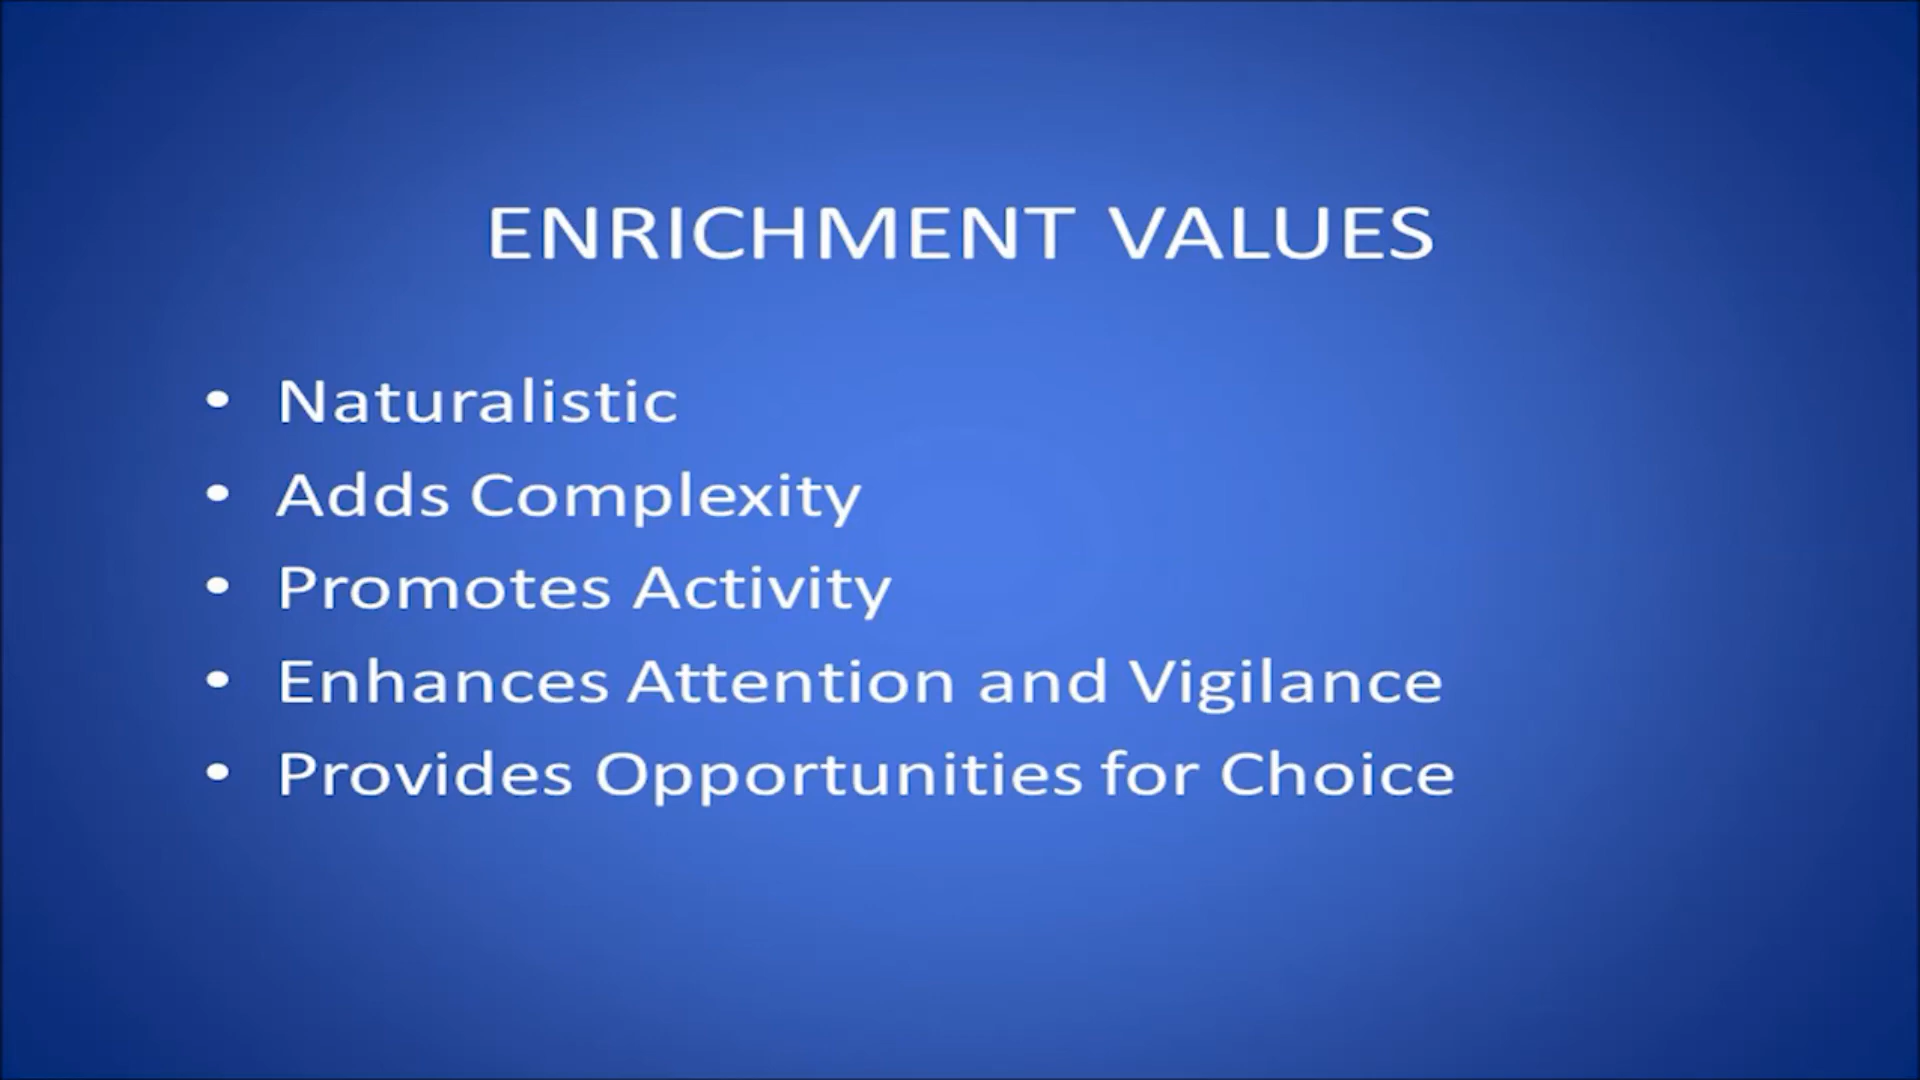 ENRICHMENT VALUES
• Naturalistic
• Adds Complexity
• Promotes Activity
• Enhances Attention and Vigilance
• Provides Opportunities for Choice